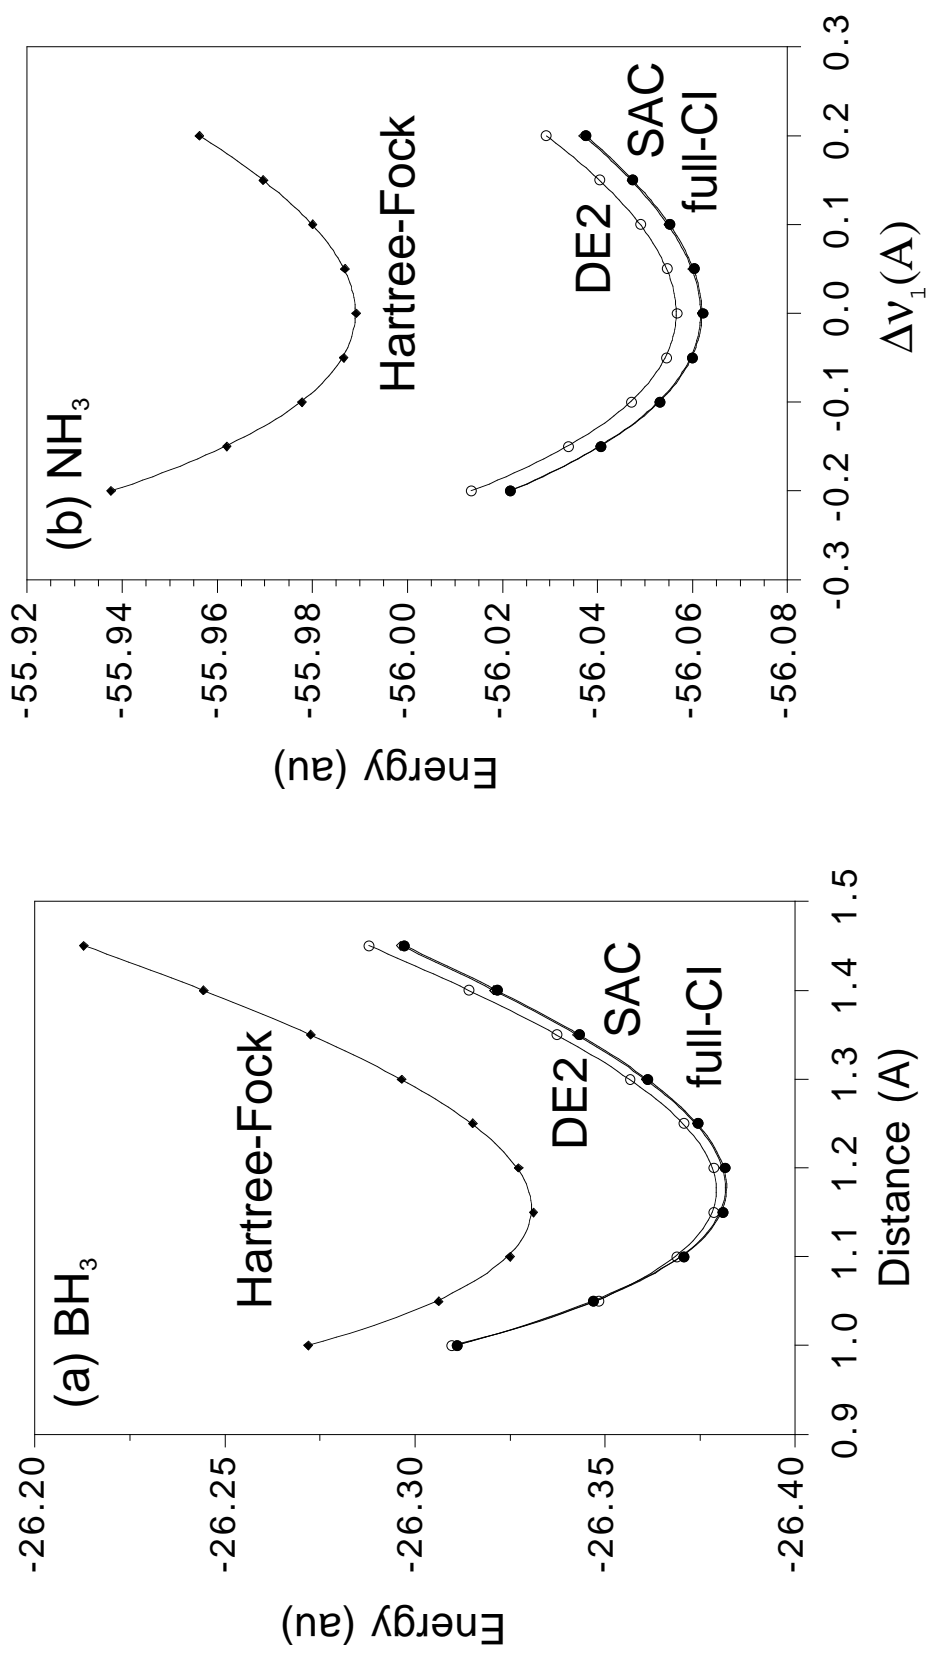 (a) BH3
Energy (au)
-26.20
-26.25
-26.30
-26.35
-26.40
Hartree-Fock
DE2
SAC
full-CI
0.9 1.0 1.1 1.2 1.3 1.4 1.5
Distance (A)
(b) NH3
Energy (au)
-55.92
-55.94
-55.96
-55.98
-56.00
-56.02
-56.04
-56.06
-56.08
Hartree-Fock
DE2
SAC
full-CI
-0.3 -0.2 -0.1 0.0 0.1 0.2 0.3
Δν1(A)